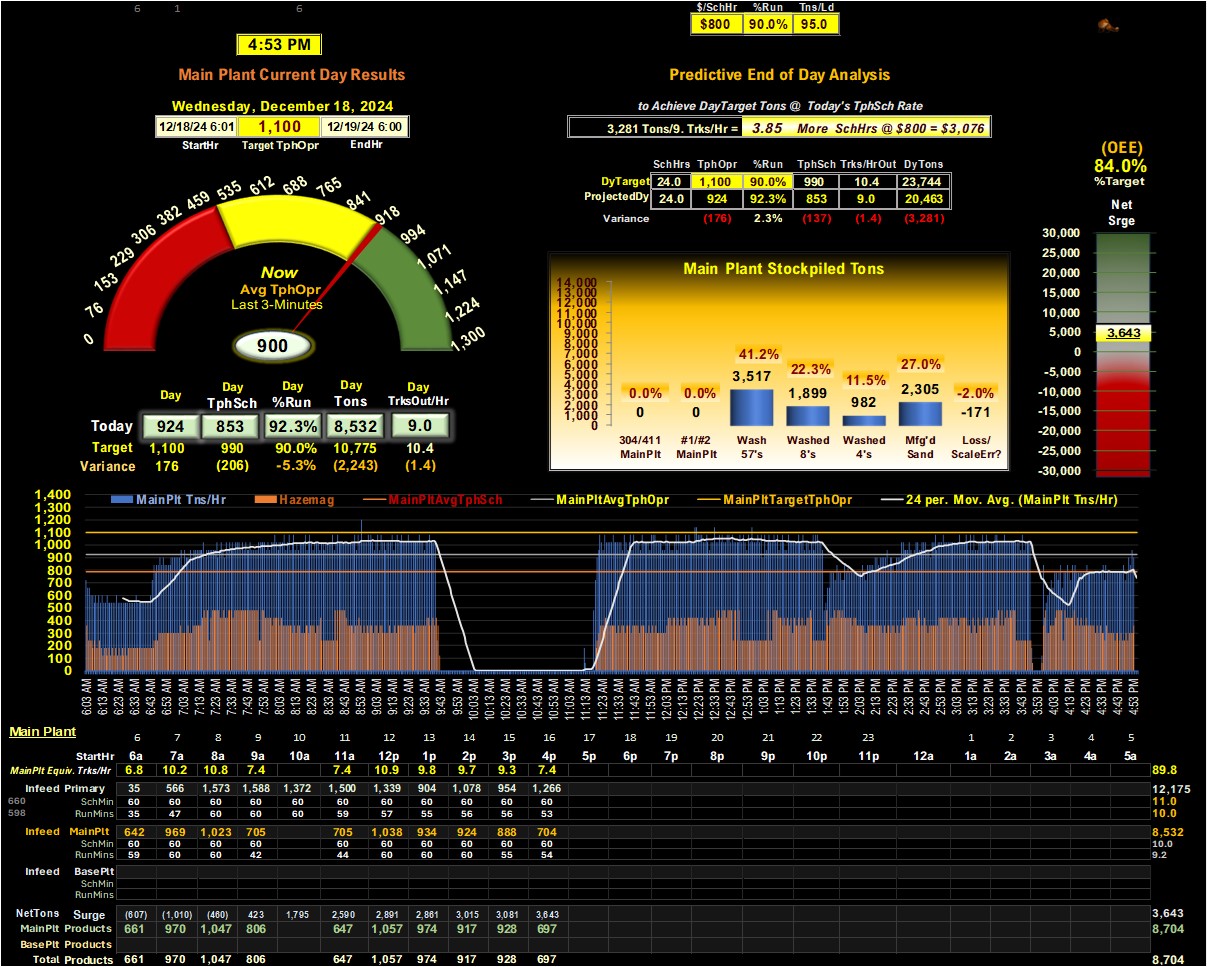 6 1 6
$/SchHr %Run Tns/Ld
$800 90.0% 95.0
4:53 PM
Main Plant Current Day Results
Predictive End of Day Analysis
Wednesday, December 18, 2024
to Achieve DayTarget Tons @ Today's TphSch Rate
12/18/24 6:01 1,100 12/19/24 6:00
StartHr Target TphOpr EndHr
3,281 Tons/9. Trks/Hr = 3.85 More SchHrs @ $800 = $3,076
(OEE)
84.0%
%Target
SchHrs TphOpr %Run TphSch Trks/HrOut DyTons
DyTarget 24.0 1,100 90.0% 990 10.4 23,744
ProjectedDy 24.0 924 92.3% 853 9.0 20,463
Variance (176) 2.3% (137) (1.4) (3,281)
Net
Srge
30,000
25,000
20,000
15,000
10,000
5,000
0
-5,000
-10,000
-15,000
-20,000
-25,000
-30,000
3,643
0 76 153 229 306 382 459 535 612 688 765 841 918 994 1,071 1,147 1,224 1,300
Now
Avg TphOpr
Last 3-Minutes
900
Main Plant Stockpiled Tons
14,000
13,000
12,000
11,000
10,000
9,000
8,000
7,000
6,000
5,000
4,000
3,000
2,000
1,000
0
0.0% 0.0% 41.2% 22.3% 11.5% 27.0% -2.0%
0 0 3,517 1,899 982 2,305 -171
304/411 #1/#2 Wash Washed Washed Mfg'd Loss/
MainPlt MainPlt 57's 8's 4's Sand ScaleErr?
Day Day Day Day Day
TphSch %Run Tons TrksOut/Hr
Today 924 853 92.3% 8,532 9.0
Target 1,100 990 90.0% 10,775 10.4
Variance 176 (206) -5.3% (2,243) (1.4)
MainPlt Tns/Hr Hazemag MainPltAvgTphSch MainPltAvgTphOpr MainPltTargetTphOpr 24 per. Mov. Avg. (MainPlt Tns/Hr)
1,400
1,300
1,200
1,100
1,000
900
800
700
600
500
400
300
200
100
0
6:03 AM 6:13 AM 6:23 AM 6:33 AM 6:43 AM 6:53 AM 7:03 AM 7:13 AM 7:23 AM 7:33 AM 7:43 AM 7:53 AM 8:03 AM 8:13 AM 8:23 AM 8:33 AM 8:43 AM 8:53 AM 9:03 AM 9:13 AM 9:23 AM 9:33 AM 9:43 AM 9:53 AM 10:03 AM 10:13 AM 10:23 AM 10:33 AM 10:43 AM 10:53 AM 11:03 AM 11:13 AM 11:24 AM 11:33 AM 11:43 AM 11:53 AM 12:03 PM 12:13 PM 12:23 PM 12:33 PM 12:43 PM 12:53 PM 1:03 PM 1:13 PM 1:23 PM 1:33 PM 1:43 PM 1:53 PM 2:03 PM 2:13 PM 2:23 PM 2:33 PM 2:43 PM 2:53 PM 3:03 PM 3:13 PM 3:23 PM 3:33 PM 3:43 PM 3:53 PM 4:03 PM 4:13 PM 4:23 PM 4:33 PM 4:43 PM 4:53 PM
Main Plant 6 7 8 9 10 11 12 13 14 15 16 17 18 19 20 21 22 23 1 2 3 4 5
StartHr 6a 7a 8a 9a 10a 11a 12p 1p 2p 3p 4p 5p 6p 7p 8p 9p 10p 11p 12a 1a 2a 3a 4a 5a
MainPlt Equiv. Trks/Hr 6.8 10.2 10.8 7.4 7.4 10.9 9.8 9.7 9.3 7.4 89.8
Infeed Primary 35 566 1,573 1,588 1,372 1,500 1,339 904 1,078 954 1,266 12,175
660 SchMin 60 60 60 60 60 60 60 60 60 60 60 11.0
598 RunMins 35 47 60 60 60 59 57 55 56 56 53 10.0
Infeed MainPlt 642 969 1,023 705 705 1,038 934 924 888 704 8,532
SchMin 60 60 60 60 60 60 60 60 60 60 10.0
RunMins 59 60 60 42 44 60 60 60 55 54 9.2
Infeed BasePlt
SchMin
RunMins
NetTons Surge (607) (1,010) (460) 423 1,795 2,590 2,891 2,861 3,015 3,081 3,643 3,643
MainPlt Products 661 970 1,047 806 647 1,057 974 917 928 697 8,704
BasePlt Products
Total Products 661 970 1,047 806 647 1,057 974 917 928 697 8,704